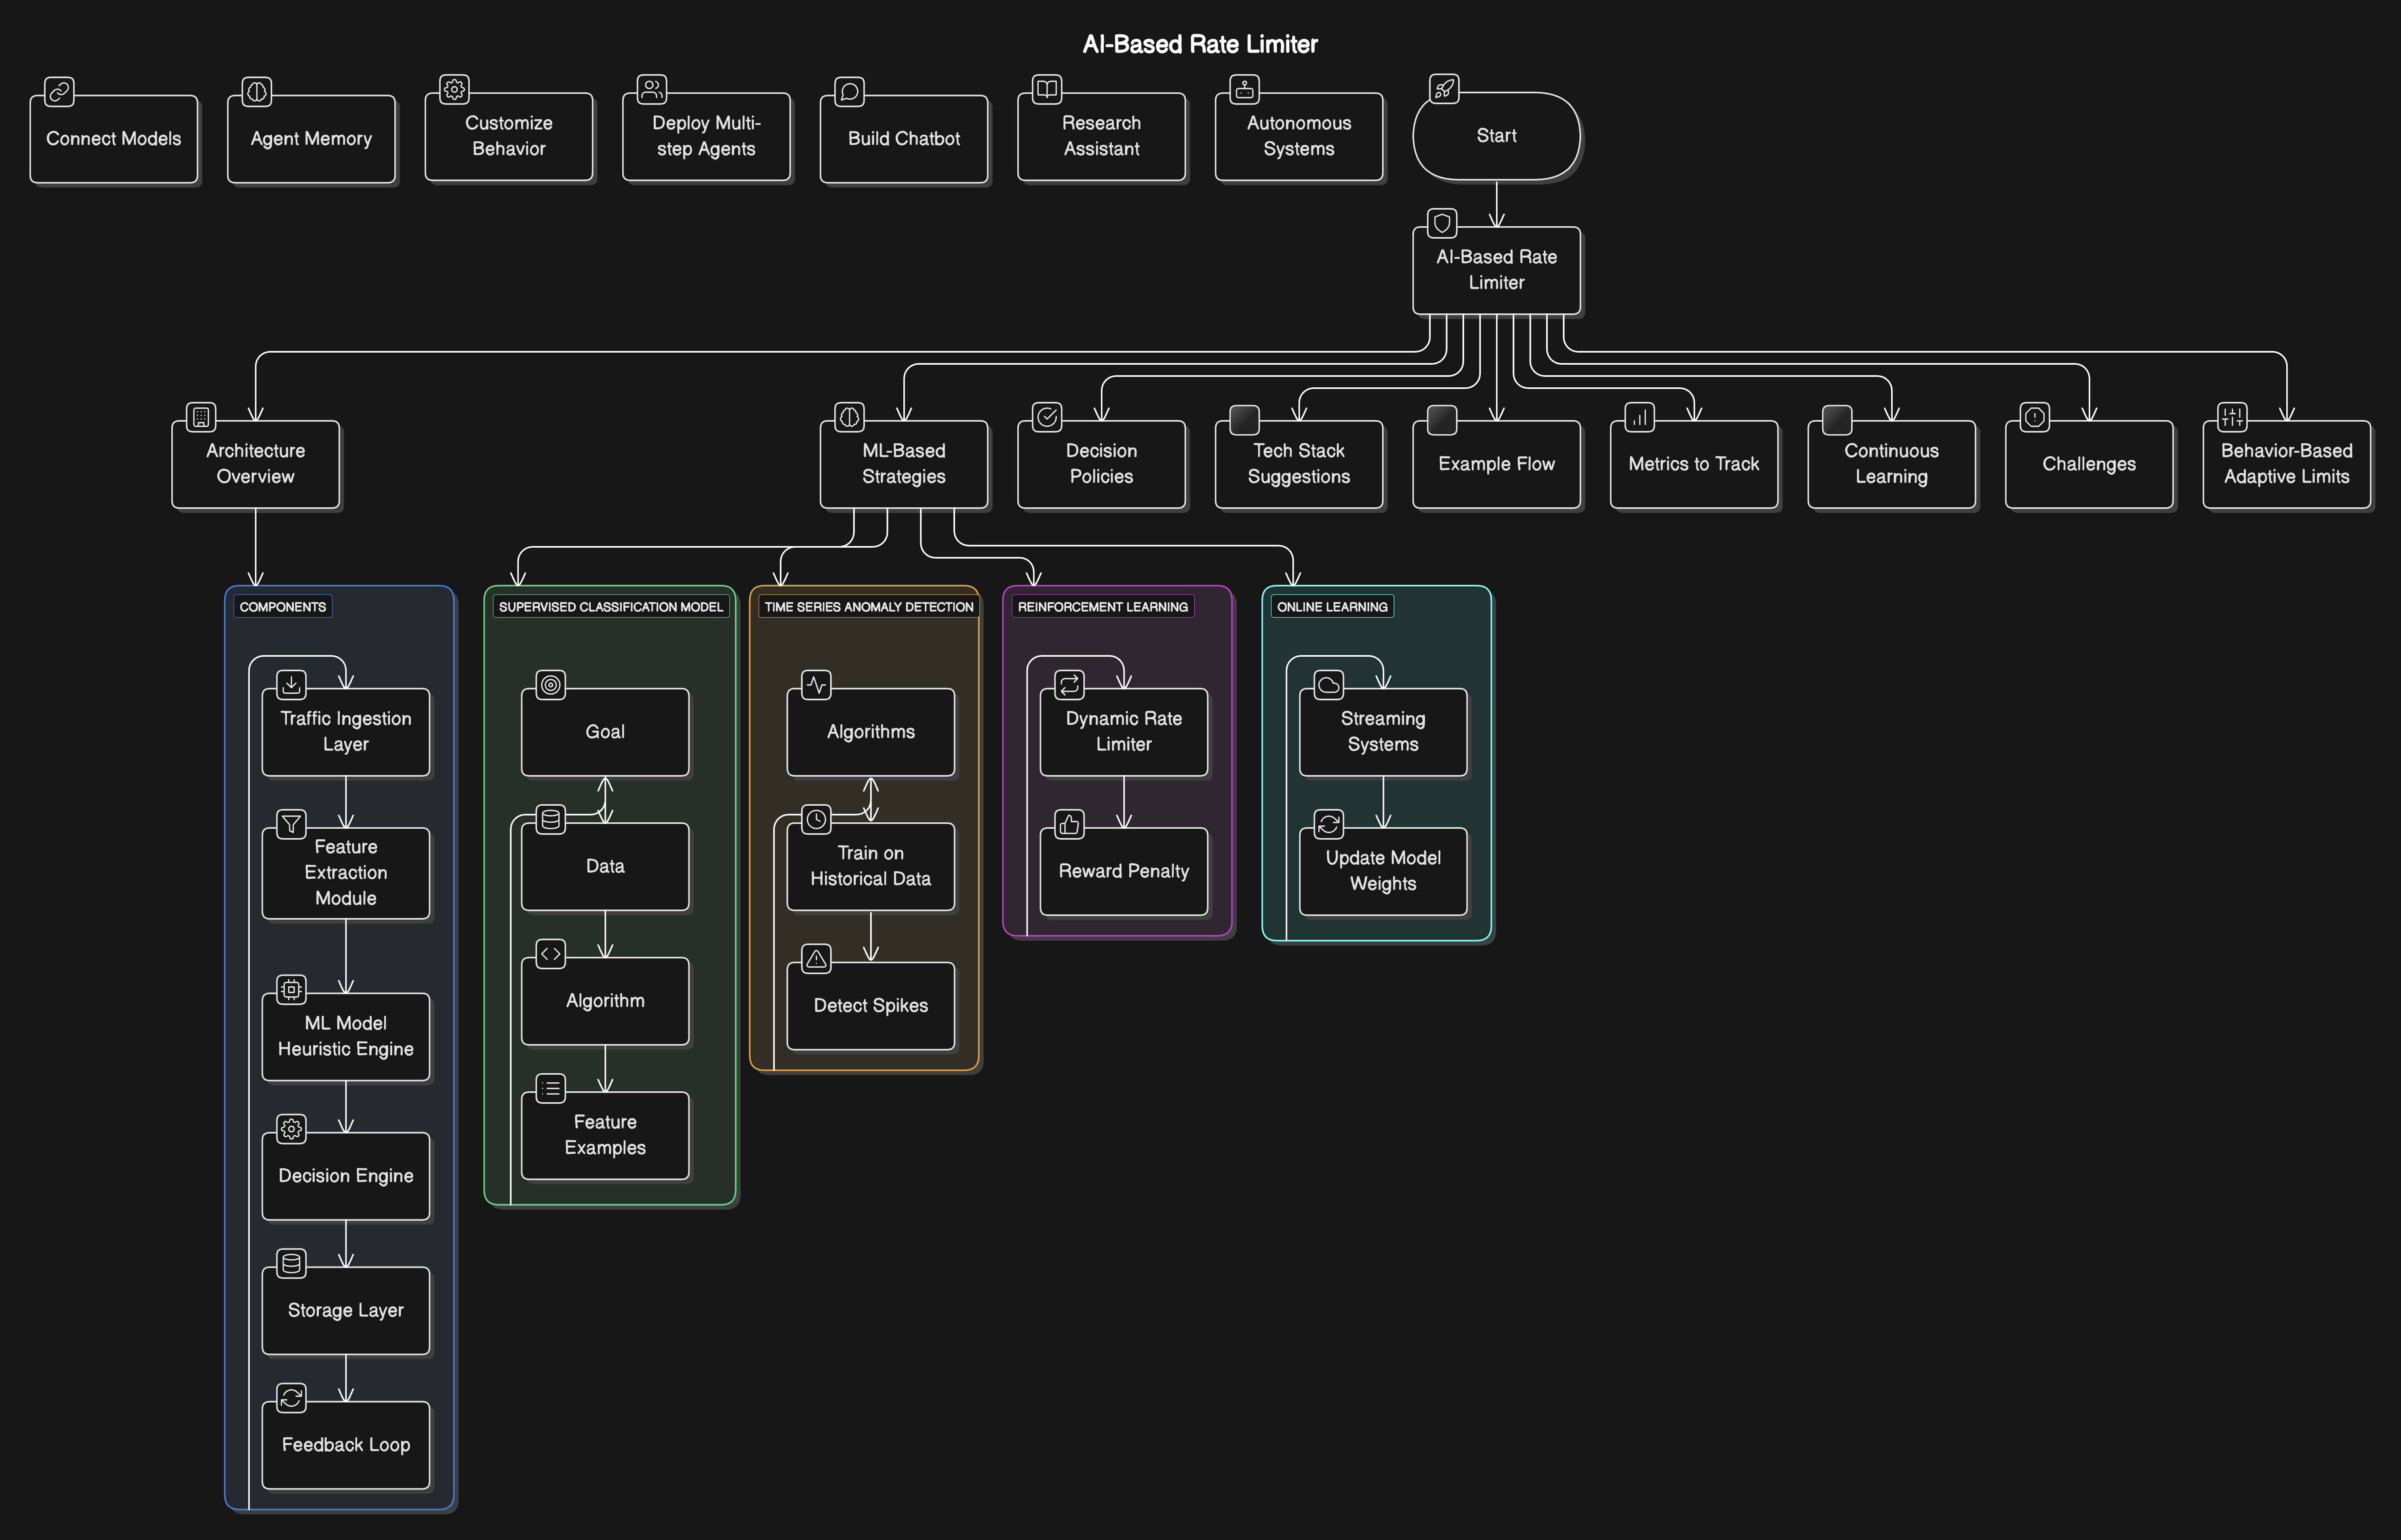 AI-Based Rate Limiter
Connect Models
Agent Memory
Customize
Behavior
Deploy Multi-
step Agents
Build Chatbot
Research
Assistant
Autonomous
Systems
Start
AI-Based Rate
Limiter
Architecture
Overview
ML-Based
Strategies
Decision
Policies
Tech Stack
Suggestions
Example Flow
Metrics to Track
Continuous
Learning
Challenges
Behavior-Based
Adaptive Limits
COMPONENTS
Traffic Ingestion
Layer
Feature
Extraction
Module
ML Model
Heuristic Engine
Decision Engine
Storage Layer
Feedback Loop
SUPERVISED CLASSIFICATION MODEL
Goal
Data
Algorithm
Feature
Examples
TIME SERIES ANOMALY DETECTION
Algorithms
Train on
Historical Data
Detect Spikes
REINFORCEMENT LEARNING
Dynamic Rate
Limiter
Reward Penalty
ONLINE LEARNING
Streaming
Systems
Update Model
Weights